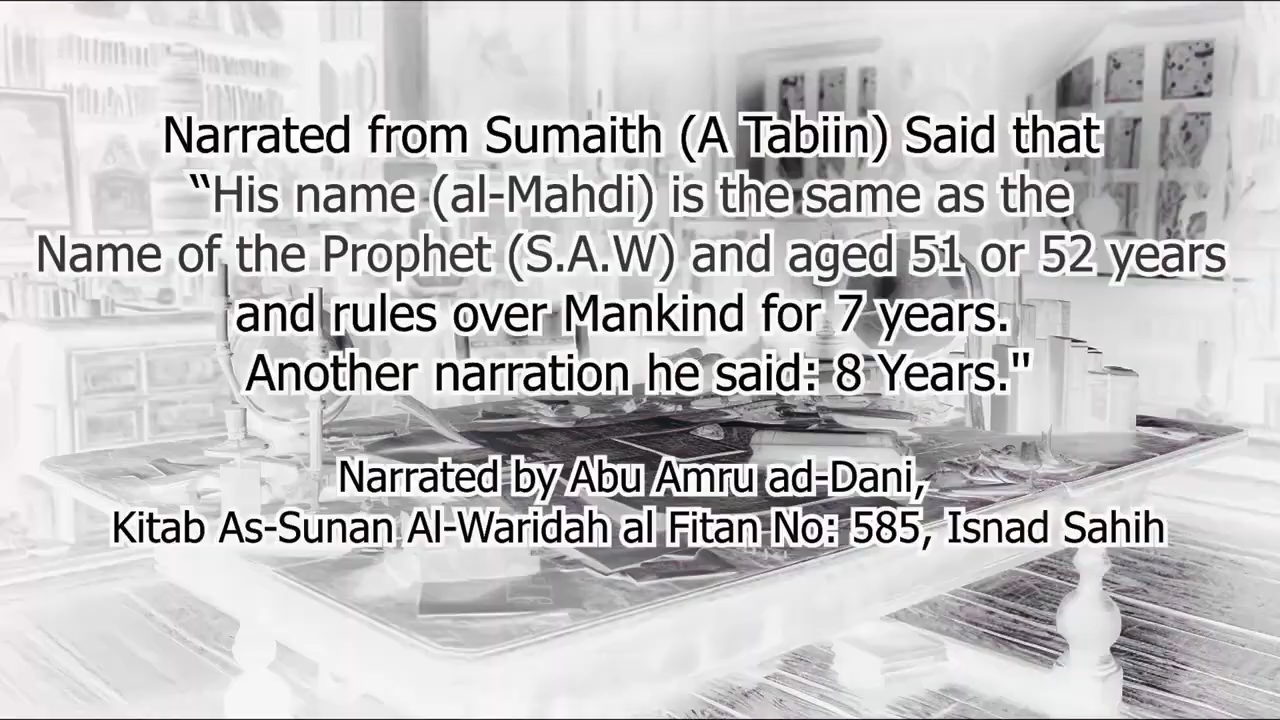 Narrated from Sumaith (A Tabiin) Said that
“His name (al-Mahdi) is the same as the
Name of the Prophet (S.A.W) and aged 51 or 52 years
and rules over Mankind for 7 years.
Another narration he said: 8 Years."
Narrated by Abu Amru ad-Dani,
Kitab As-Sunan Al-Waridah al Fitan No: 585, Isnad Sahih